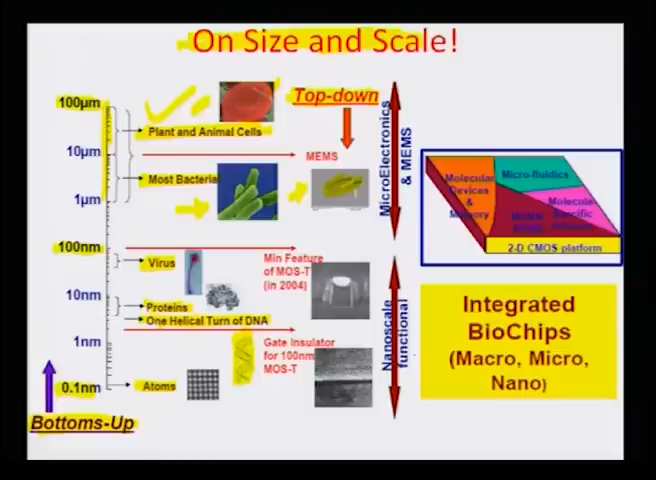 On Size and Scale!
100µm
Top-down
Plant and Animal Cells
10µm
MEMS
Most Bacteria
1µm
MicroElectronics
& MEMS
Molecular
Devices
& Memory
Micro-fluidics
Molecule
Specific
2-D CMOS platform
100nm
Virus
Min Feature
of MOS-T
(in 2004)
10nm
Proteins
One Helical Turn of DNA
1nm
Gate Insulator
for 100nm
MOS-T
Nanoscale
functional
0.1nm
Atoms
Bottoms-Up
Integrated
BioChips
(Macro, Micro,
Nano)